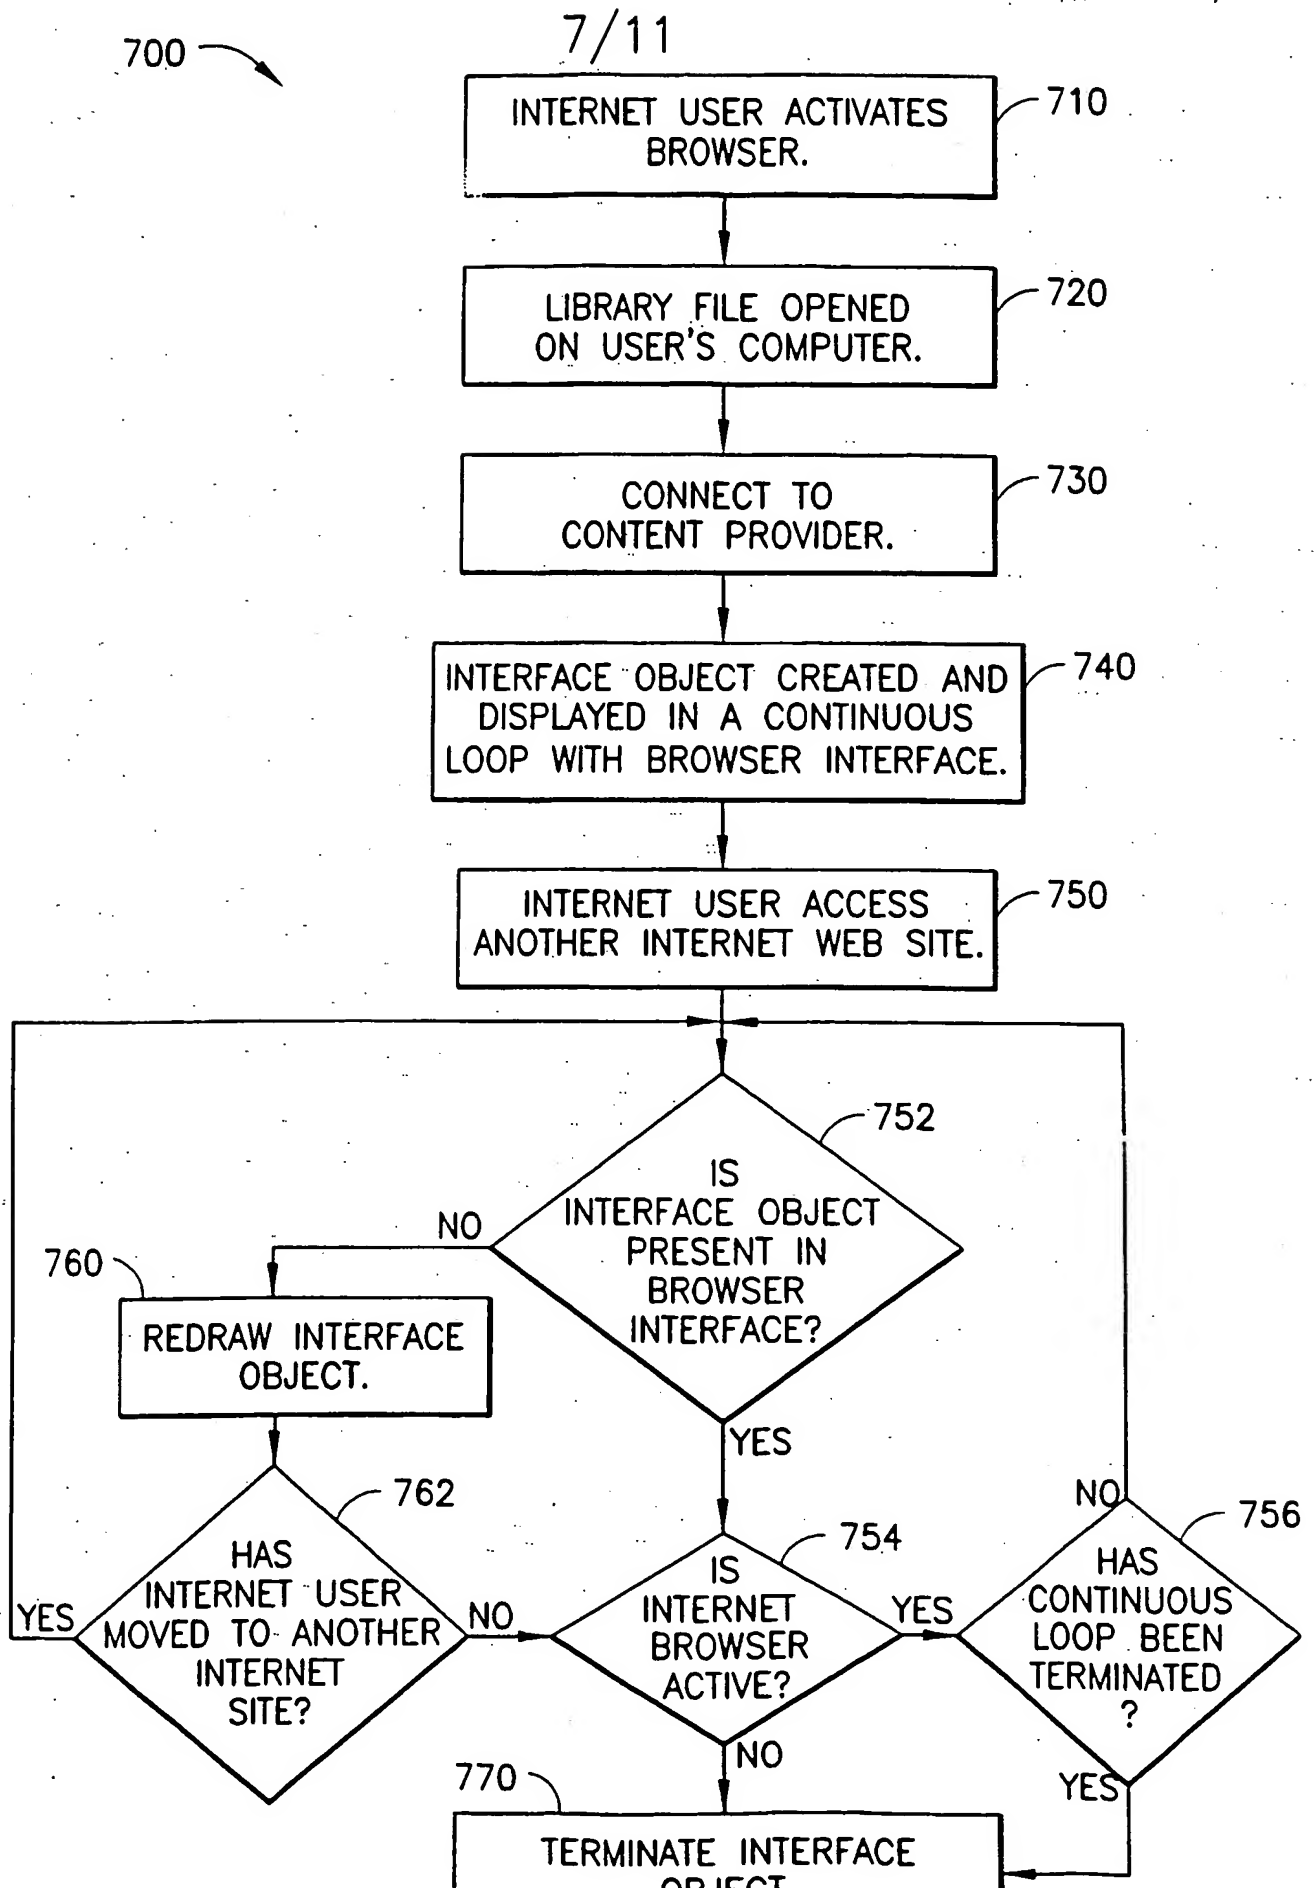 7/11
700
INTERNET USER ACTIVATES
BROWSER.
710
LIBRARY FILE OPENED
ON USER'S COMPUTER.
720
CONNECT TO
CONTENT PROVIDER.
730
INTERFACE OBJECT CREATED AND
DISPLAYED IN A CONTINUOUS
LOOP WITH BROWSER INTERFACE.
740
INTERNET USER ACCESS
ANOTHER INTERNET WEB SITE.
750
752
IS
INTERFACE OBJECT
PRESENT IN
BROWSER
INTERFACE?
NO
YES
760
REDRAW INTERFACE
OBJECT.
762
HAS
INTERNET USER
MOVED TO ANOTHER
INTERNET
SITE?
YES
NO
754
IS
INTERNET
BROWSER
ACTIVE?
YES
NO
756
HAS
CONTINUOUS
LOOP BEEN
TERMINATED
?
NO
YES
770
TERMINATE INTERFACE
OBJECT